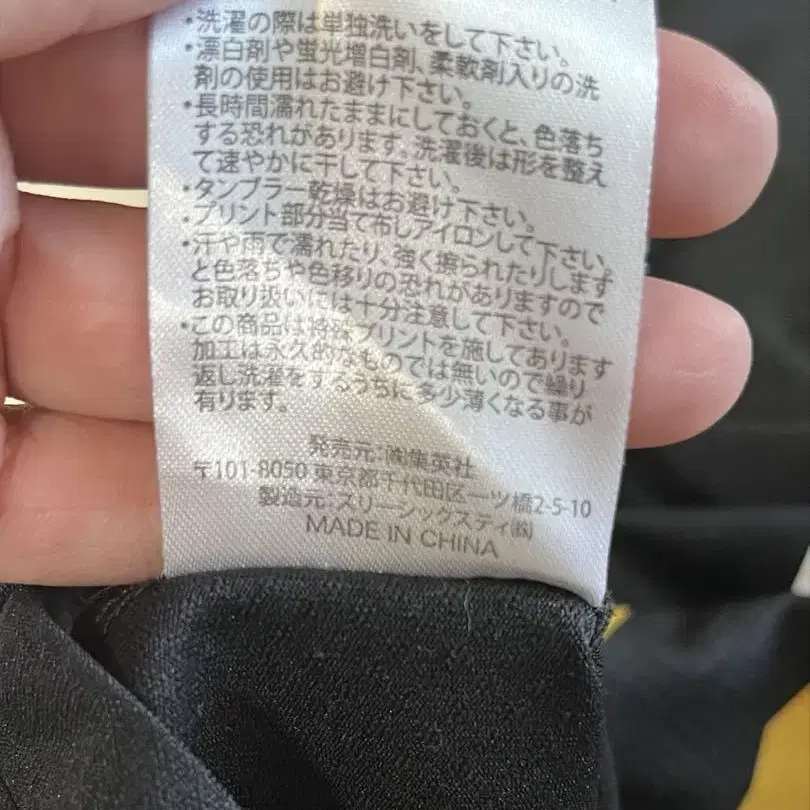 ・洗濯の際は単独洗いをして下さい。
・漂白剤や蛍光増白剤、柔軟剤入りの洗
剤の使用はお避け下さい。
・長時間濡れたままにしておくと、色落ち
する恐れがあります。洗濯後は形を整え
て速やかに干して下さい。
・タンブラー乾燥はお避け下さい。
・プリント部分当て布しアイロンして下さい。
・汗や雨で濡れたり、強く擦られたりします
と色落ちや色移りの恐れがありますので
お取り扱いには十分注意して下さい。
・この商品は特殊プリントを施してあります
加工は永久的なものでは無いので繰り
返し洗濯をするうちに多少薄くなる事が
有ります。
発売元:㈱集英社
〒101-8050 東京都千代田区一ツ橋2-5-10
製造元:スリーシックスティ㈱
MADE IN CHINA